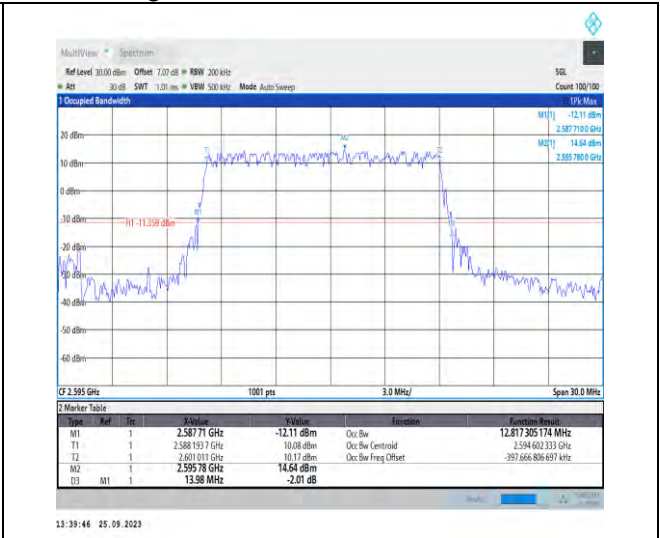 MultiView Spectrum
Ref Level 30.00 dBm Offset 7.07 dB RBW 200 kHz SGL
Att 30 dB SWT 1.01 ms VBW 500 kHz Mode Auto Sweep Count 100/100
1 Occupied Bandwidth 1Pk Max
M1[1] -12.11 dBm
2.587 710 0 GHz
M2[1] 14.64 dBm
2.595 780 0 GHz
20 dBm
M2
T1
T2
10 dBm
0 dBm
M1
-10 dBm
H1 -11.359 dBm
-20 dBm
-30 dBm
-40 dBm
-50 dBm
-60 dBm
CF 2.595 GHz 1001 pts 3.0 MHz/ Span 30.0 MHz
2 Marker Table
Type Ref Trc X-Value Y-Value Function Function Result
M1 1 2.58771 GHz -12.11 dBm Occ Bw 12.817 305 174 MHz
T1 1 2.588 193 7 GHz 10.08 dBm Occ Bw Centroid 2.594 602 333 GHz
T2 1 2.601 011 GHz 10.17 dBm Occ Bw Freq Offset -397.666 806 697 kHz
M2 1 2.59578 GHz 14.64 dBm
D3 M1 1 13.98 MHz -2.01 dB
13:39:46 25.09.2023